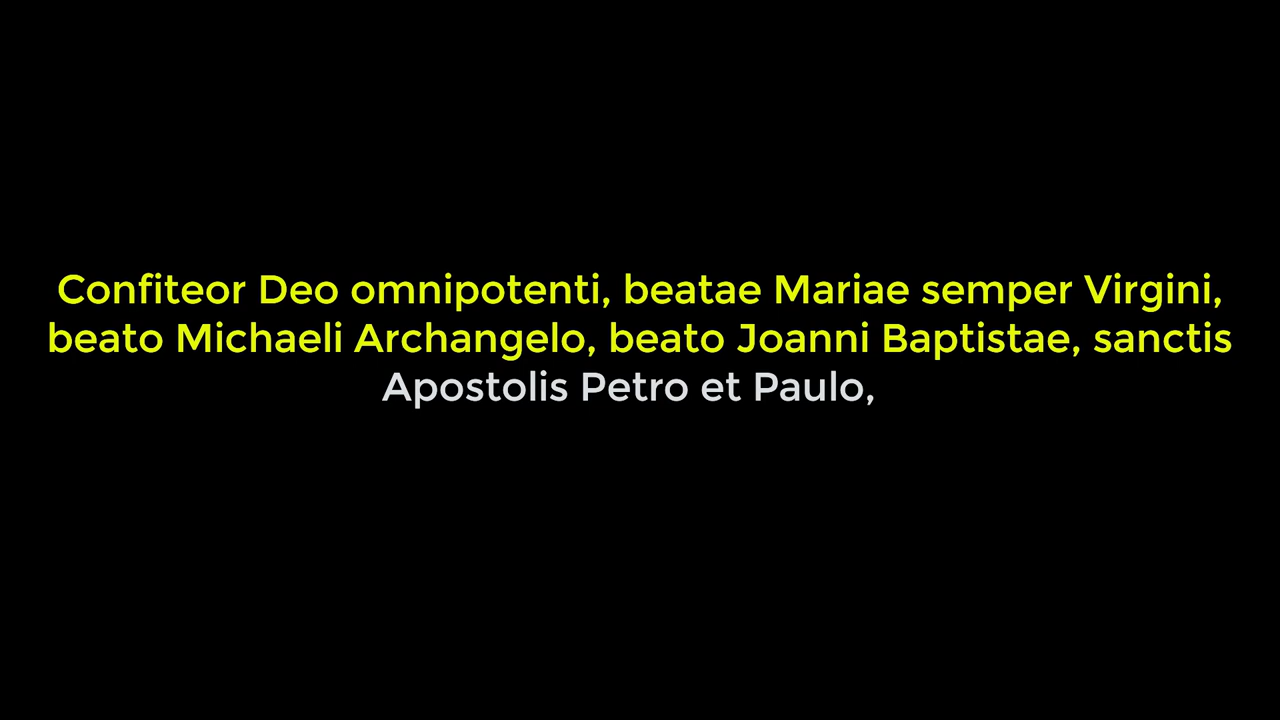 Confiteor Deo omnipotenti, beatae Mariae semper Virgini,
beato Michaeli Archangelo, beato Joanni Baptistae, sanctis
Apostolis Petro et Paulo,